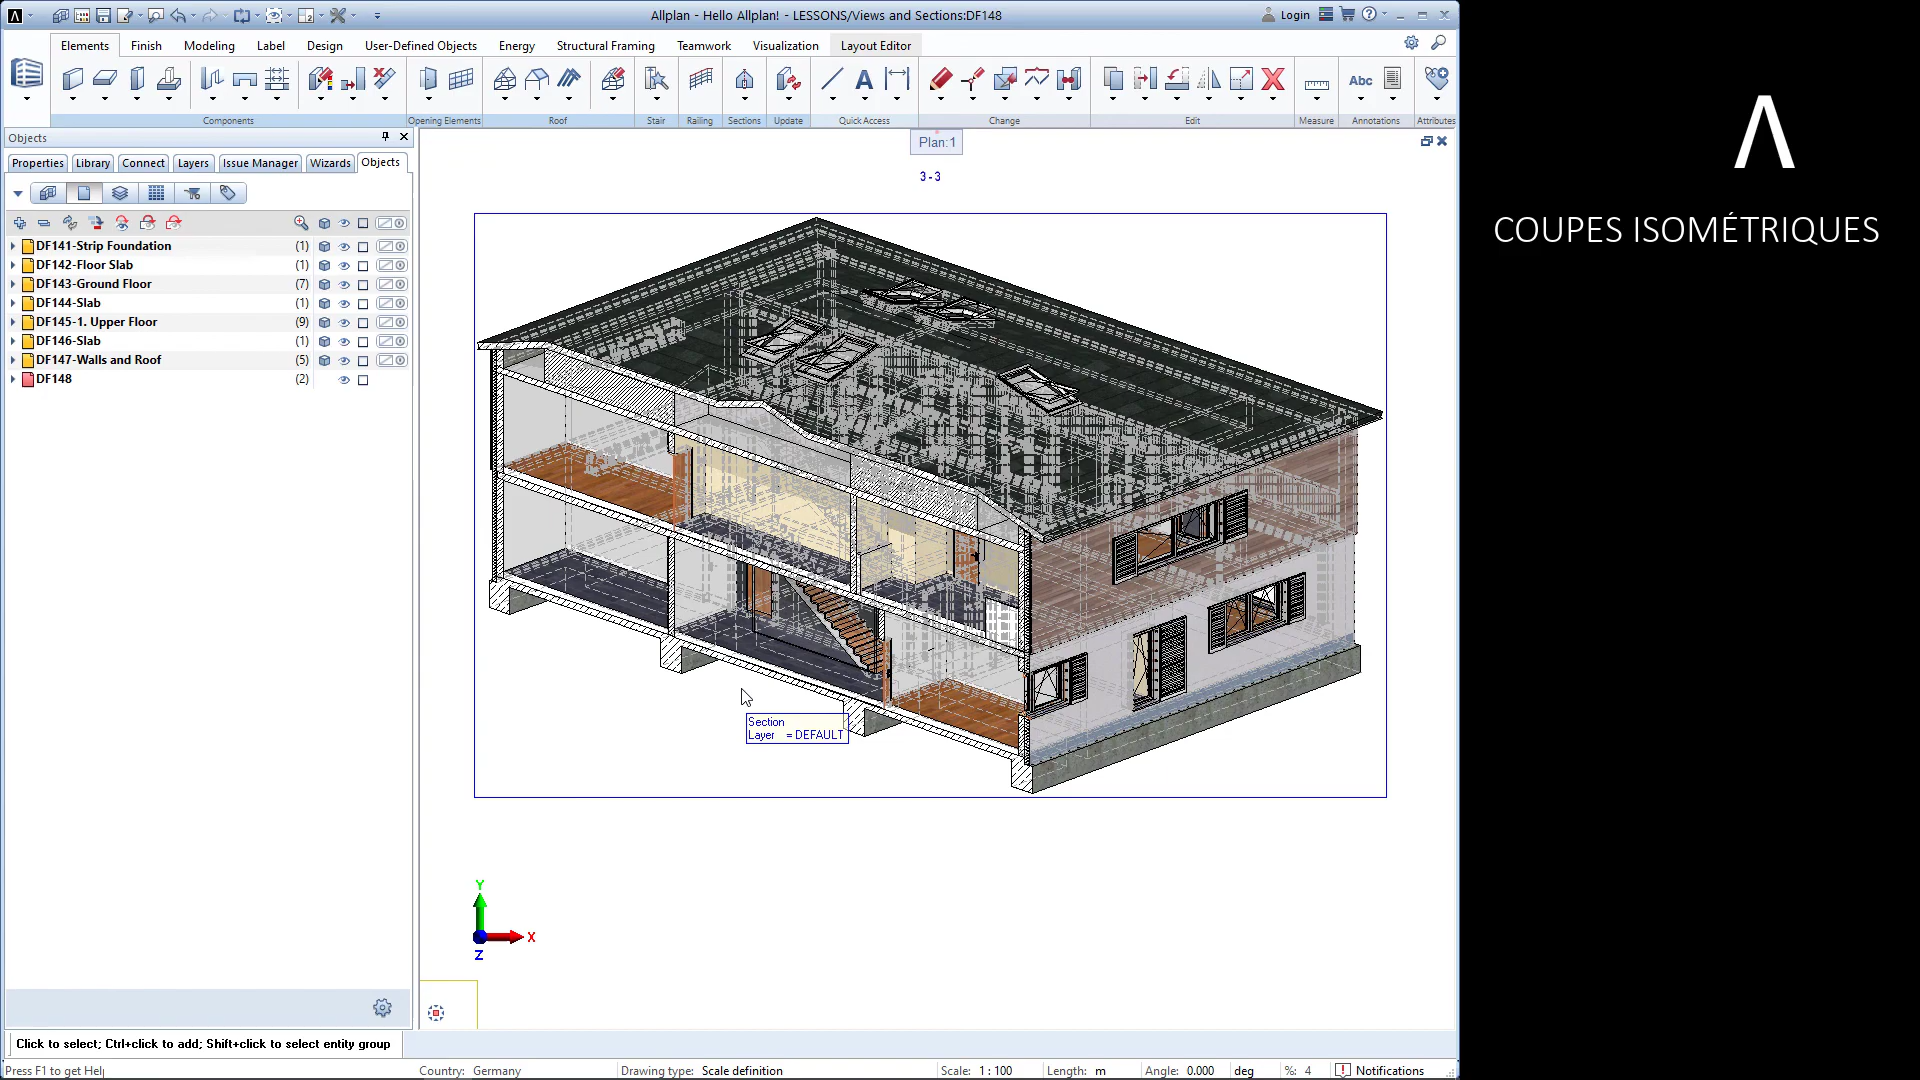 Allplan - Hello Allplan! - LESSONS/Views and Sections:DF148
Login
Elements Finish Modeling Label Design User-Defined Objects Energy Structural Framing Teamwork Visualization Layout Editor
Abc
Components Opening Elements Roof Stair Railing Sections Update Quick Access Change Edit Measure Annotations Attributes
Objects
Properties Library Connect Layers Issue Manager Wizards Objects
DF141-Strip Foundation (1)
DF142-Floor Slab (1)
DF143-Ground Floor (7)
DF144-Slab (1)
DF145-1. Upper Floor (9)
DF146-Slab (1)
DF147-Walls and Roof (5)
DF148 (2)
Plan:1
3-3
Section
Layer = DEFAULT
Y
X
Z
Click to select; Ctrl+click to add; Shift+click to select entity group
Press F1 to get Hel
Country: Germany
Drawing type: Scale definition
Scale: 1 : 100
Length: m
Angle: 0.000 deg
%: 4
Notifications
COUPES ISOMÉTRIQUES